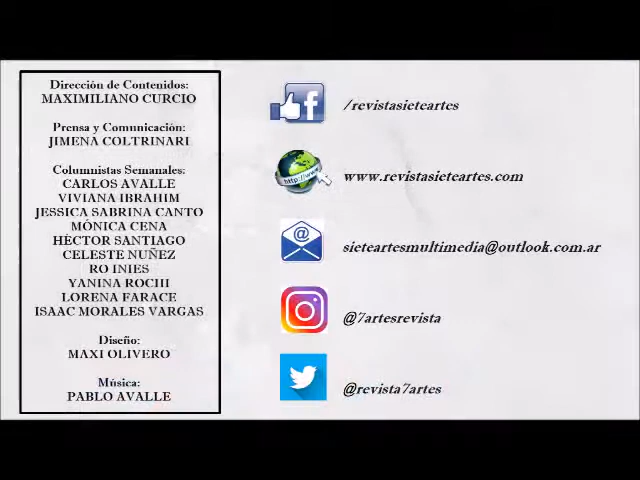 Dirección de Contenidos:
MAXIMILIANO CURCIO
Prensa y Comunicación:
JIMENA COLTRINARI
Columnistas Semanales:
CARLOS AVALLE
VIVIANA IBRAHIM
JESSICA SABRINA CANTO
MÓNICA CENA
HÉCTOR SANTIAGO
CELESTE NUÑEZ
RO INIES
YANINA ROCHI
LORENA FARACE
ISAAC MORALES VARGAS
Diseño:
MAXI OLIVERO
Música:
PABLO AVALLE
/revistasieteartes
http://www
www.revistasieteartes.com
sieteartesmultimedia@outlook.com.ar
@7artesrevista
@revista7artes